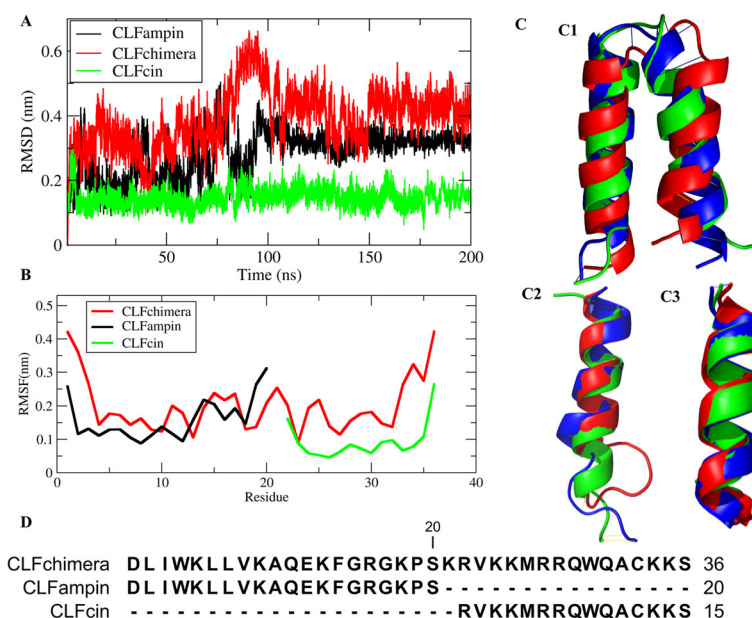 A
CLFampin
CLFchimera
CLFcin
0.6
0.4
0.2
0
RMSD (nm)
50
100
150
200
Time (ns)
B
CLFchimera
CLFampin
CLFcin
0.5
0.4
0.3
0.2
0.1
0
RMSF(nm)
0
10
20
30
40
Residue
C
C1
C2
C3
D
20
CLFchimera DLIWKLLVKAQEKFGRGKPSKRVKKMRRQWQACKKS 36
CLFampin DLIWKLLVKAQEKFGRGKPS---------------- 20
CLFcin ---------------------RVKKMRRQWQACKKS 15